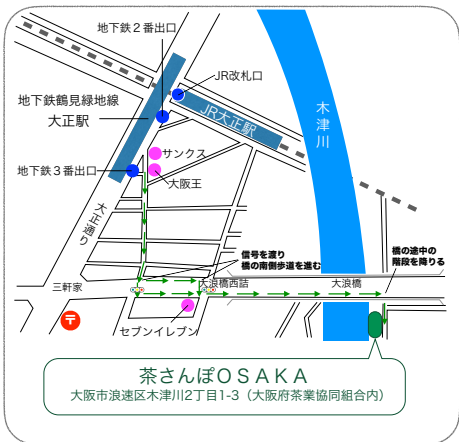 地下鉄2番出口
JR改札口
地下鉄鶴見緑地線
大正駅
JR大正駅
木津川
サンクス
地下鉄3番出口
大阪王
大正通り
信号を渡り
橋の南側歩道を進む
橋の途中の
階段を降りる
三軒家
大浪橋西詰
大浪橋
〒
セブンイレブン
茶さんぽOSAKA
大阪市浪速区木津川2丁目1-3(大阪府茶業協同組合内)